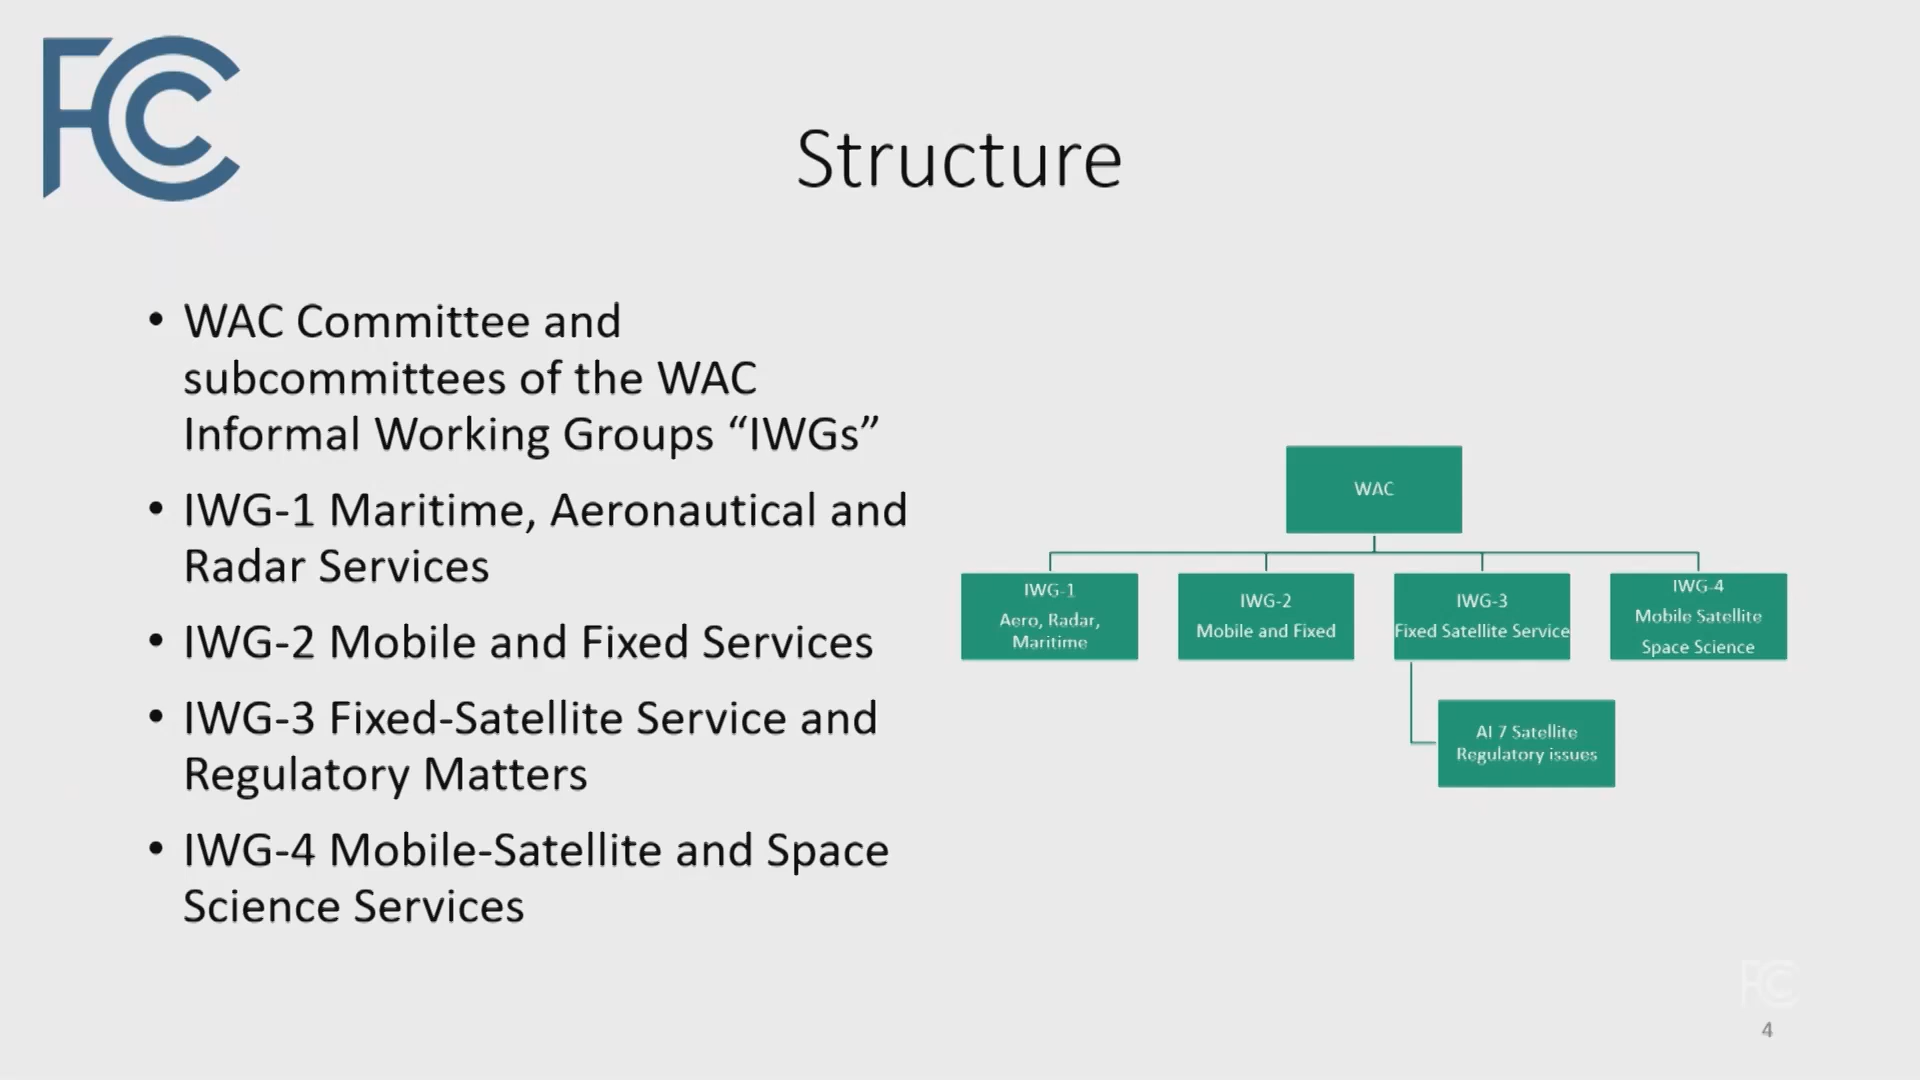 FCC
Structure
• WAC Committee and
subcommittees of the WAC
Informal Working Groups “IWGs”
• IWG-1 Maritime, Aeronautical and
Radar Services
• IWG-2 Mobile and Fixed Services
• IWG-3 Fixed-Satellite Service and
Regulatory Matters
• IWG-4 Mobile-Satellite and Space
Science Services
WAC
IWG-1
Aero, Radar,
Maritime
IWG-2
Mobile and Fixed
IWG-3
Fixed Satellite Service
IWG-4
Mobile Satellite
Space Science
AI 7 Satellite
Regulatory issues
FCC
4